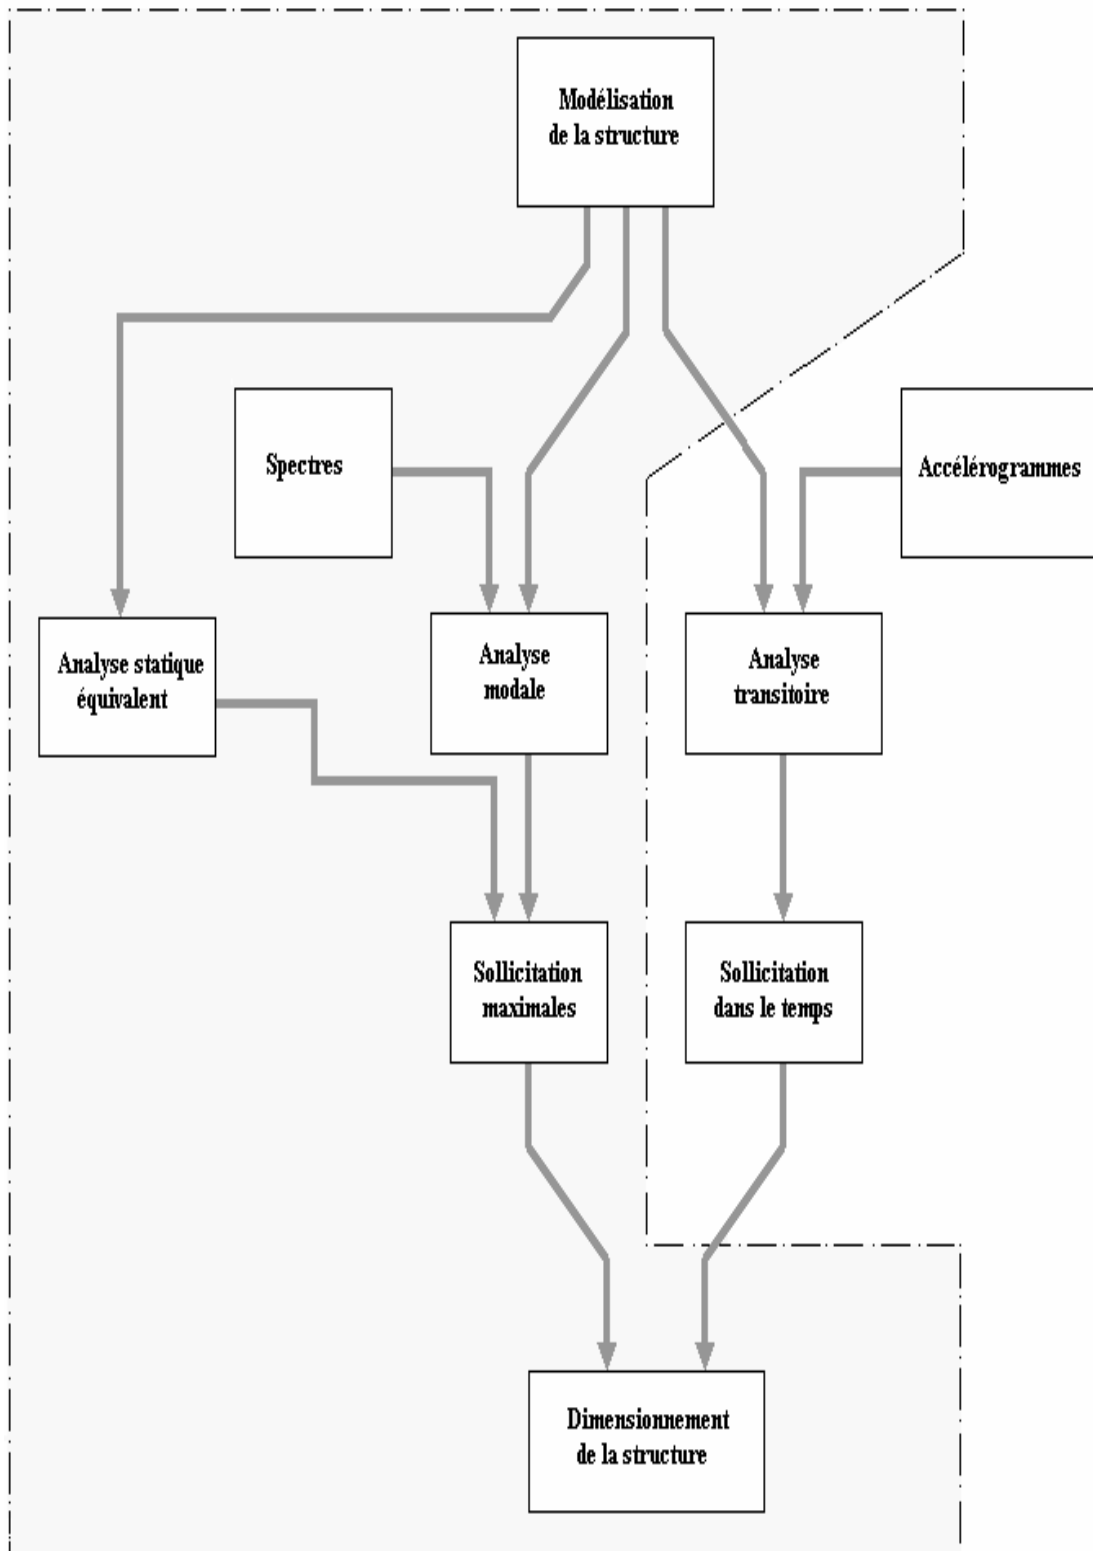 Modélisation
de la structure
Spectres
Accélérogrammes
Analyse statique
équivalent
Analyse
modale
Analyse
transitoire
Sollicitation
maximales
Sollicitation
dans le temps
Dimensionnement
de la structure